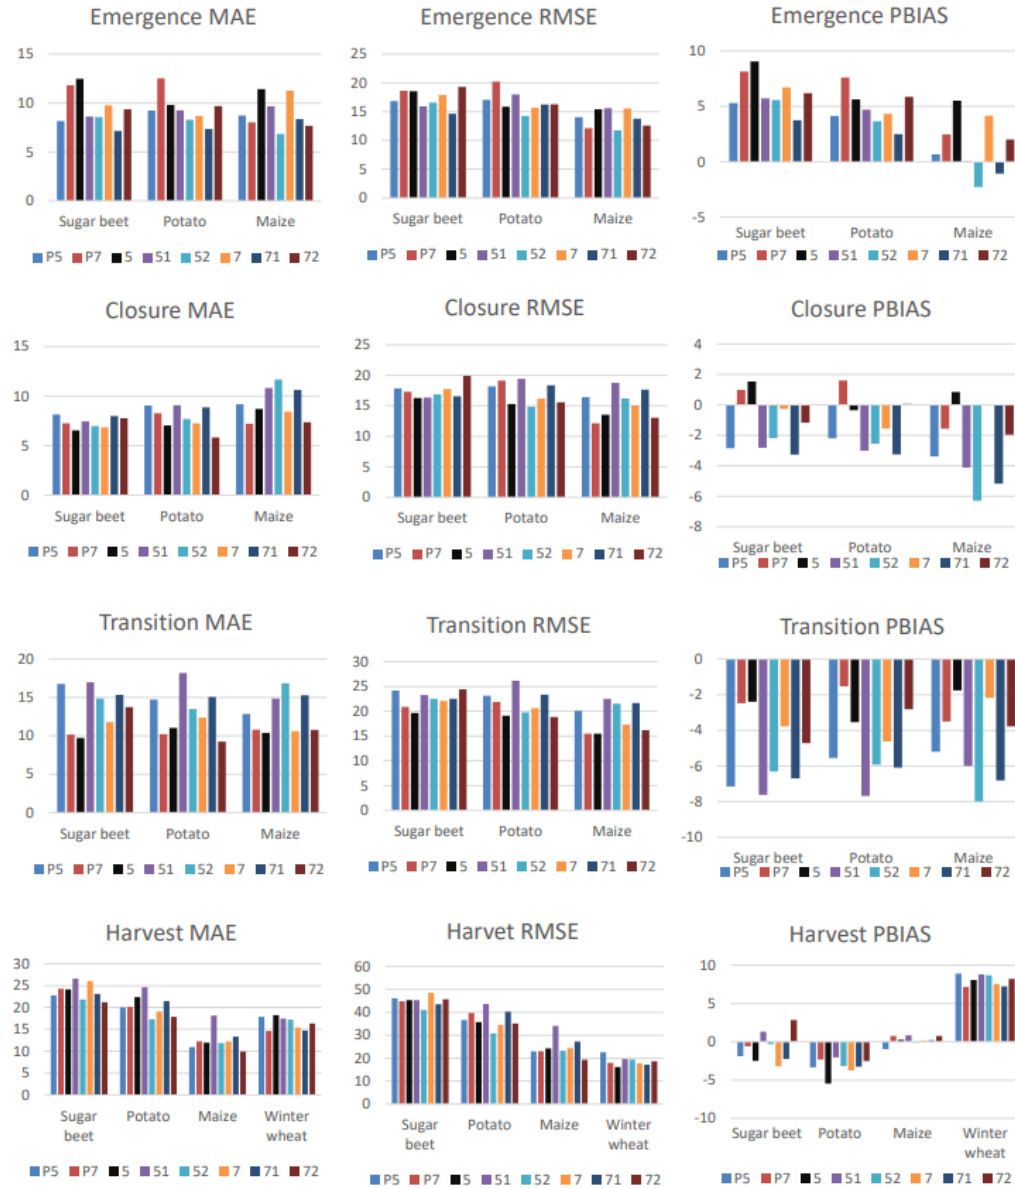 Emergence MAE
15
10
5
0
Sugar beet Potato Maize
P5 P7 5 51 52 7 71 72
Emergence RMSE
25
20
15
10
5
0
Sugar beet Potato Maize
P5 P7 5 51 52 7 71 72
Emergence PBIAS
10
5
0
-5
Sugar beet Potato Maize
P5 P7 5 51 52 7 71 72
Closure MAE
15
10
5
0
Sugar beet Potato Maize
P5 P7 5 51 52 7 71 72
Closure RMSE
25
20
15
10
5
0
Sugar beet Potato Maize
P5 P7 5 51 52 7 71 72
Closure PBIAS
4
2
0
-2
-4
-6
-8
Sugar beet Potato Maize
P5 P7 5 51 52 7 71 72
Transition MAE
20
15
10
5
0
Sugar beet Potato Maize
P5 P7 5 51 52 7 71 72
Transition RMSE
30
25
20
15
10
5
0
Sugar beet Potato Maize
P5 P7 5 51 52 7 71 72
Transition PBIAS
0
-2
-4
-6
-8
-10
Sugar beet Potato Maize
P5 P7 5 51 52 7 71 72
Harvest MAE
30
25
20
15
10
5
0
Sugar Potato Maize Winter
beet wheat
P5 P7 5 51 52 7 71 72
Harvet RMSE
60
50
40
30
20
10
0
Sugar Potato Maize Winter
beet wheat
P5 P7 5 51 52 7 71 72
Harvest PBIAS
10
5
0
-5
-10
Sugar beet Potato Maize Winter
wheat
P5 P7 5 51 52 7 71 72